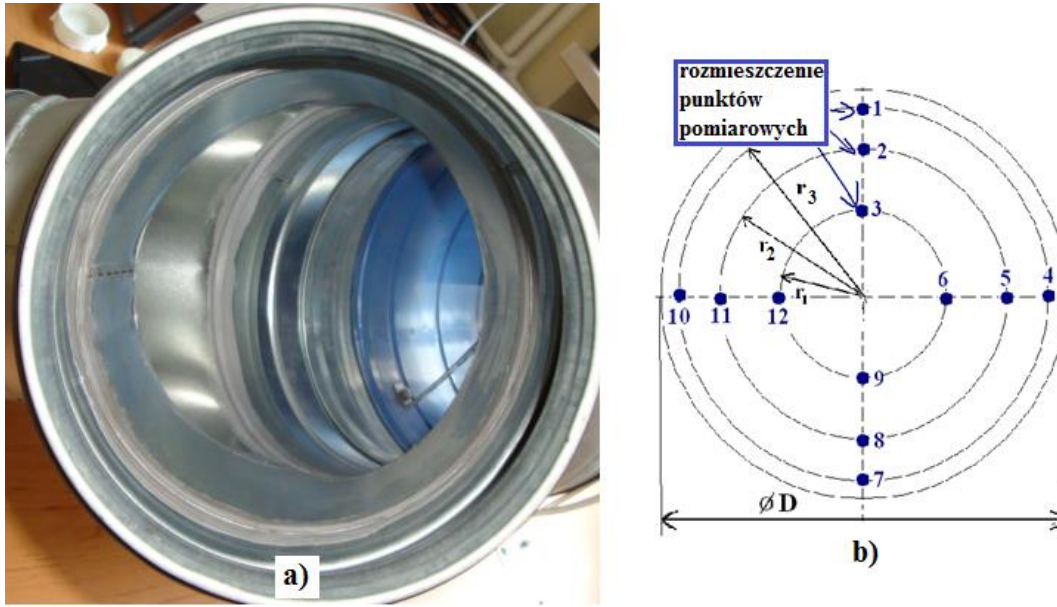 rozmieszczenie
punktów
pomiarowych
1
2
3
r3
r2
r1
6
5
4
10
11
12
9
8
7
ØD
a)
b)